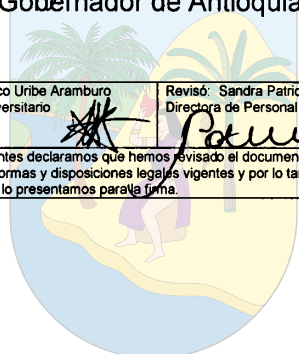 Gobernador de Antioquia
co Uribe Aramburo
versitario
Revisó: Sandra Patric
Directora de Personal
ntes declaramos que hemos revisado el documen
ormas y disposiciones legales vigentes y por lo tan
lo presentamos para la firma.